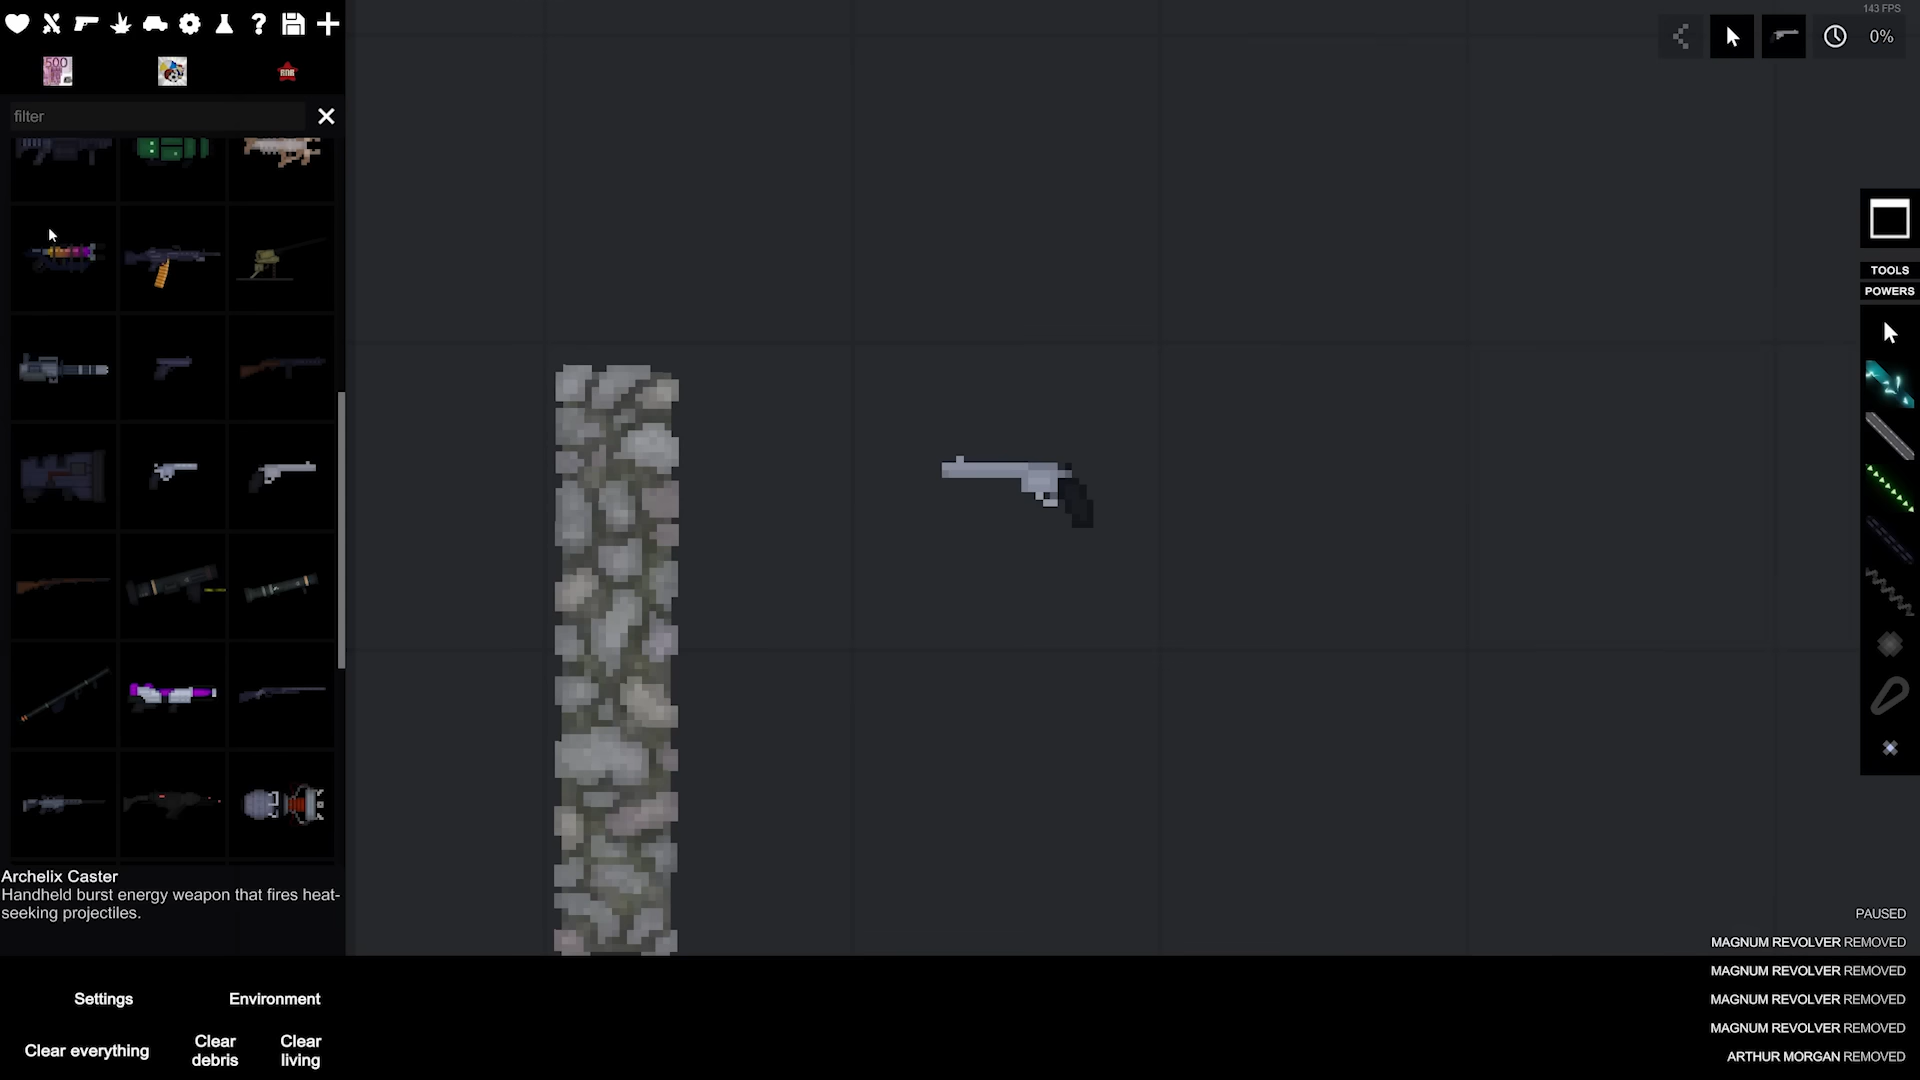 143 FPS
0%
500
RNR
filter
TOOLS
POWERS
Archelix Caster
Handheld burst energy weapon that fires heat-
seeking projectiles.
PAUSED
MAGNUM REVOLVER REMOVED
MAGNUM REVOLVER REMOVED
MAGNUM REVOLVER REMOVED
MAGNUM REVOLVER REMOVED
ARTHUR MORGAN REMOVED
Settings
Environment
Clear everything
Clear
debris
Clear
living